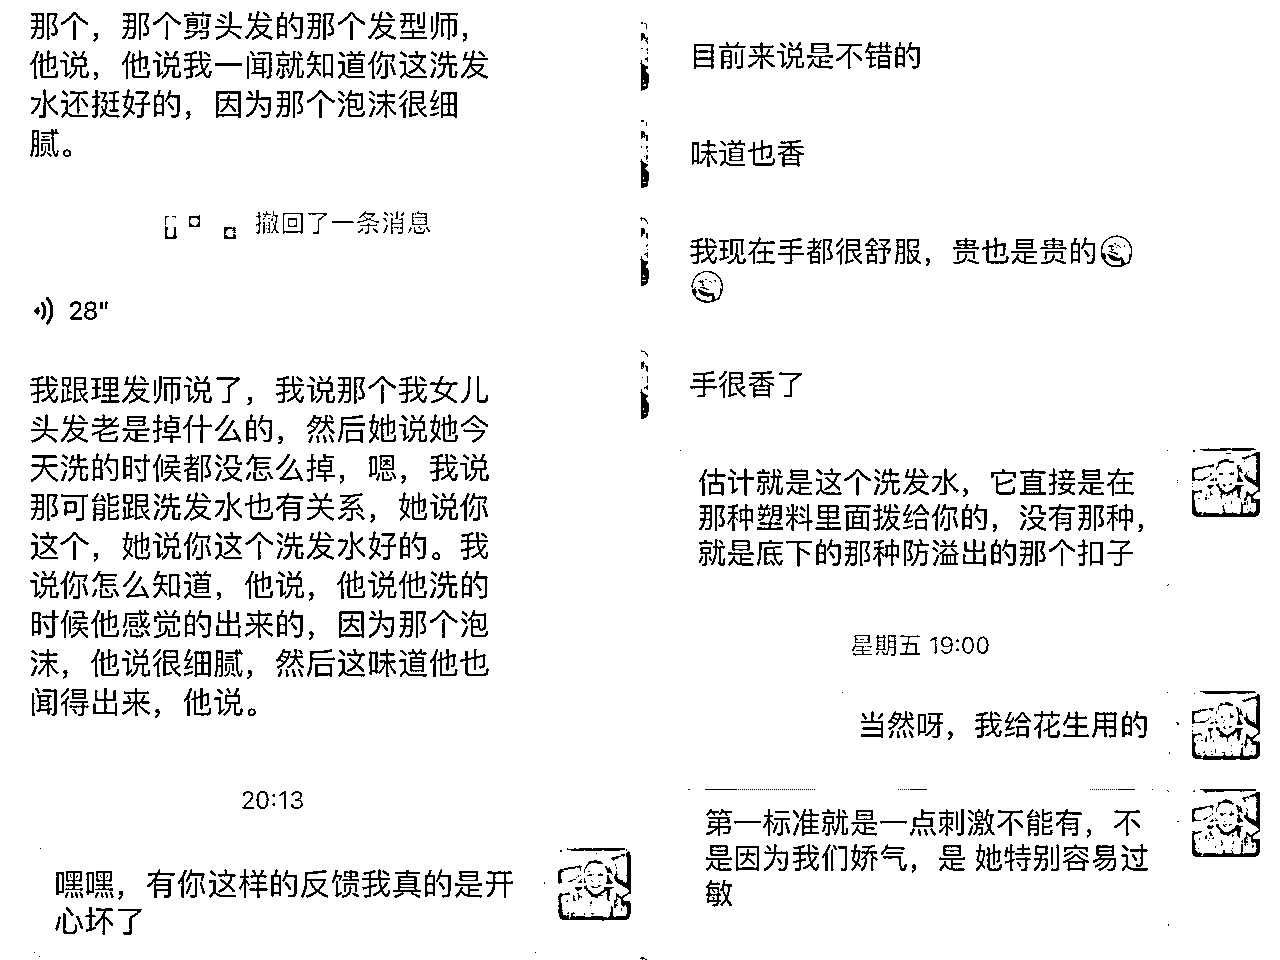 那个，那个剪头发的那个发型师，
他说，他说我一闻就知道你这洗发
水还挺好的，因为那个泡沫很细
腻。
撤回了一条消息
28"
我跟理发师说了，我说那个我女儿
头发老是掉什么的，然后她说她今
天洗的时候都没怎么掉，嗯，我说
那可能跟洗发水也有关系，她说你
这个，她说你这个洗发水好的。我
说你怎么知道，他说，他说他洗的
时候他感觉的出来的，因为那个泡
沫，他说很细腻，然后这味道他也
闻得出来，他说。
20:13
嘿嘿，有你这样的反馈我真的是开
心坏了
目前来说是不错的
味道也香
我现在手都很舒服，贵也是贵的
手很香了
估计就是这个洗发水，它直接是在
那种塑料里面拨给你的，没有那种，
就是底下的那种防溢出的那个扣子
星期五 19:00
当然呀，我给花生用的
第一标准就是一点刺激不能有，不
是因为我们娇气，是 她特别容易过
敏